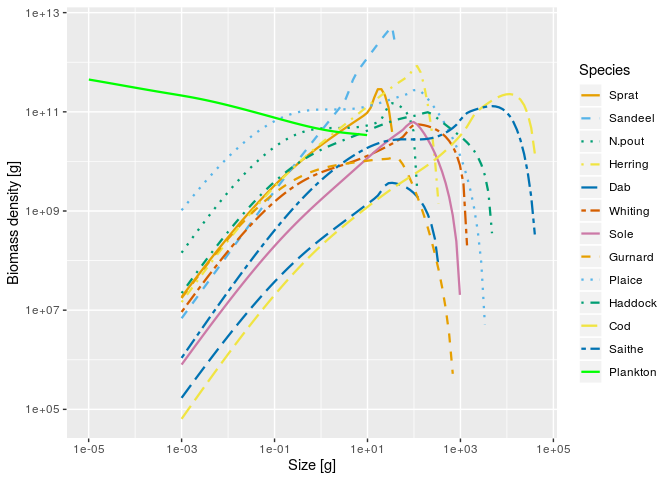 1e+13
1e+11
1e+09
1e+07
1e+05
Biomass density [g]
1e-05
1e-03
1e-01
1e+01
1e+03
1e+05
Size [g]
Species
Sprat
Sandeel
N.pout
Herring
Dab
Whiting
Sole
Gurnard
Plaice
Haddock
Cod
Saithe
Plankton